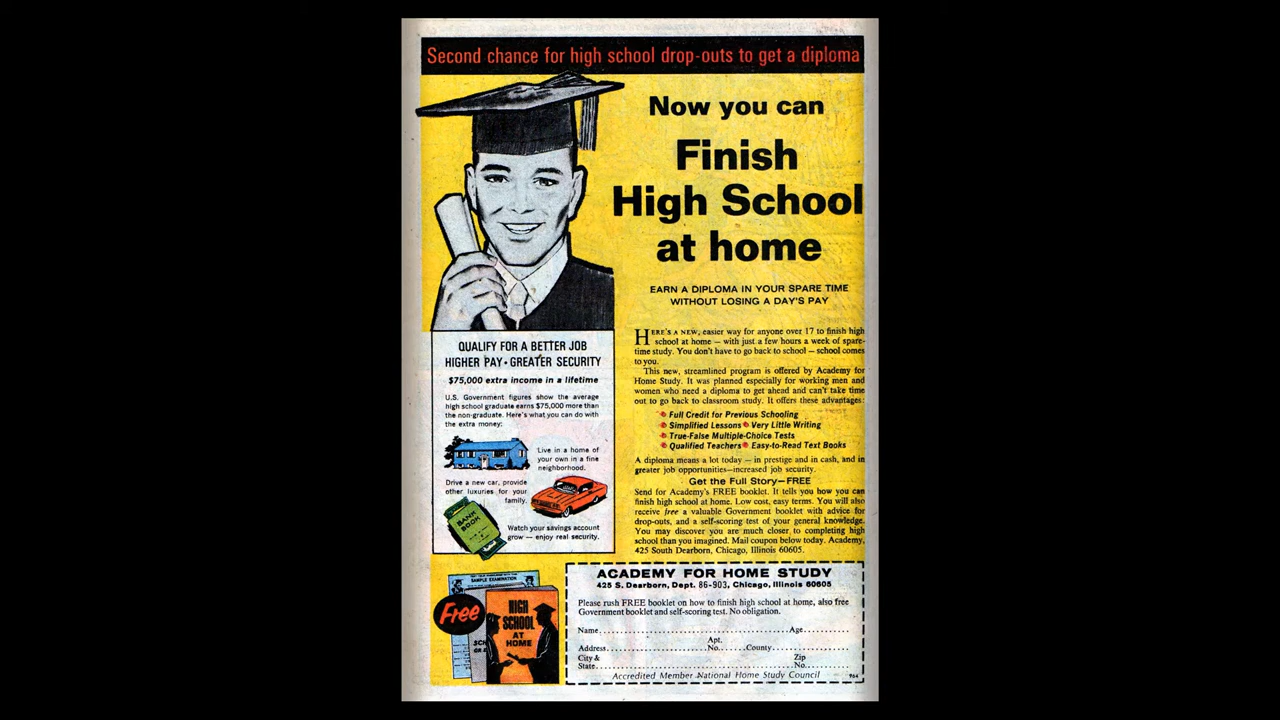 Second chance for high school drop-outs to get a diploma
Now you can
Finish
High School
at home
EARN A DIPLOMA IN YOUR SPARE TIME
WITHOUT LOSING A DAY'S PAY
HERE'S A NEW, easier way for anyone over 17 to finish high
school at home — with just a few hours a week of spare-
time study. You don't have to go back to school — school comes
to you.
This new, streamlined program is offered by Academy for
Home Study. It was planned especially for working men and
women who need a diploma to get ahead and can't take time
out to go back to classroom study. It offers these advantages:
Full Credit for Previous Schooling
Simplified Lessons Very Little Writing
True-False Multiple-Choice Tests
Qualified Teachers Easy-to-Read Text Books
A diploma means a lot today — in prestige and in cash, and in
greater job opportunities—increased job security.
Get the Full Story—FREE
Send for Academy's FREE booklet. It tells you how you can
finish high school at home. Low cost, easy terms. You will also
receive free a valuable Government booklet with advice for
drop-outs, and a self-scoring test of your general knowledge.
You may discover you are much closer to completing high
school than you imagined. Mail coupon below today. Academy,
425 South Dearborn, Chicago, Illinois 60605.
QUALIFY FOR A BETTER JOB
HIGHER PAY • GREATER SECURITY
$75,000 extra income in a lifetime
U.S. Government figures show the average
high school graduate earns $75,000 more than
the non-graduate. Here's what you can do with
the extra money:
Live in a home of
your own in a fine
neighborhood.
Drive a new car, provide
other luxuries for your
family.
BANK
BOOK
Watch your savings account
grow — enjoy real security.
SAMPLE EXAMINATION
Free
HIGH
SCHOOL
AT
HOME
ACADEMY FOR HOME STUDY
425 S. Dearborn, Dept. 86-903, Chicago, Illinois 60605
Please rush FREE booklet on how to finish high school at home, also free
Government booklet and self-scoring test. No obligation.
Name Age
Apt.
Address No. County
City & Zip
State No.
Accredited Member National Home Study Council 964